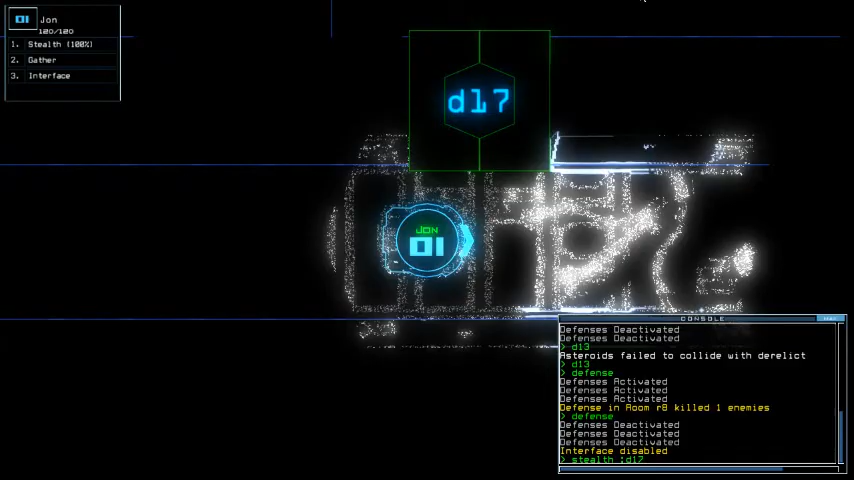 01 Jon
120/120
1. Stealth (100%)
2. Gather
3. Interface
d17
JON
01
CONSOLE
Defenses Deactivated
Defenses Deactivated
> d13
Asteroids failed to collide with derelict
> d13
> defense
Defenses Activated
Defenses Activated
Defenses Activated
Defense in Room r8 killed 1 enemies
> defense
Defenses Deactivated
Defenses Deactivated
Defenses Deactivated
Interface disabled
> stealth ;d17